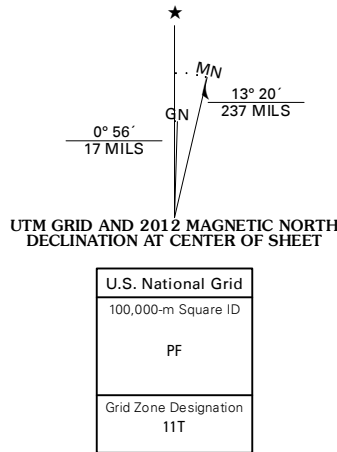 ★
MN
GN
13° 20´
237 MILS
0° 56´
17 MILS
UTM GRID AND 2012 MAGNETIC NORTH
DECLINATION AT CENTER OF SHEET
U.S. National Grid
100,000-m Square ID
PF
Grid Zone Designation
11T